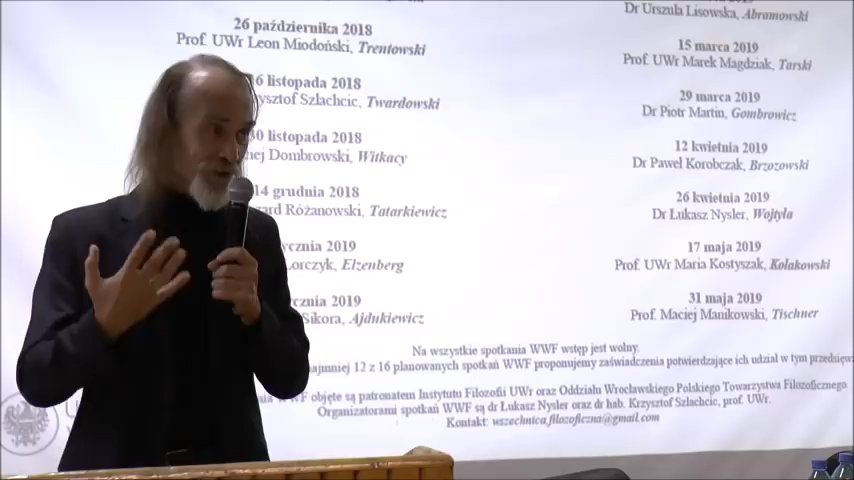 26 października 2018
Prof. UWr Leon Miodoński, Trentowski
16 listopada 2018
Krzysztof Szlachcic, Twardowski
30 listopada 2018
Dombrowski, Witkacy
14 grudnia 2018
Różanowski, Tatarkiewicz
2019
Elzenberg
2019
Sikora, Ajdukiewicz
Dr Urszula Lisowska, Abramowski
15 marca 2019
Prof. UWr Marek Magdziak, Tarski
29 marca 2019
Dr Piotr Martin, Gombrowicz
12 kwietnia 2019
Dr Paweł Korobczak, Brzozowski
26 kwietnia 2019
Dr Łukasz Nysler, Wojtyła
17 maja 2019
Prof. UWr Maria Kostyszak, Kołakowski
31 maja 2019
Prof. Maciej Manikowski, Tischner
Na wszystkie spotkania WWF wstęp jest wolny.
12 z 16 planowanych spotkań WWF proponujemy zaświadczenia potwierdzające ich udział w tym
WWF objęte są patronatem Instytutu Filozofii UWr oraz Oddziału Wrocławskiego Polskiego Towarzystwa Filozoficznego.
Organizatorami spotkań WWF są dr Łukasz Nysler oraz dr hab. Krzysztof Szlachcic, prof. UWr.
Kontakt: wszechnica.filozoficzna@gmail.com